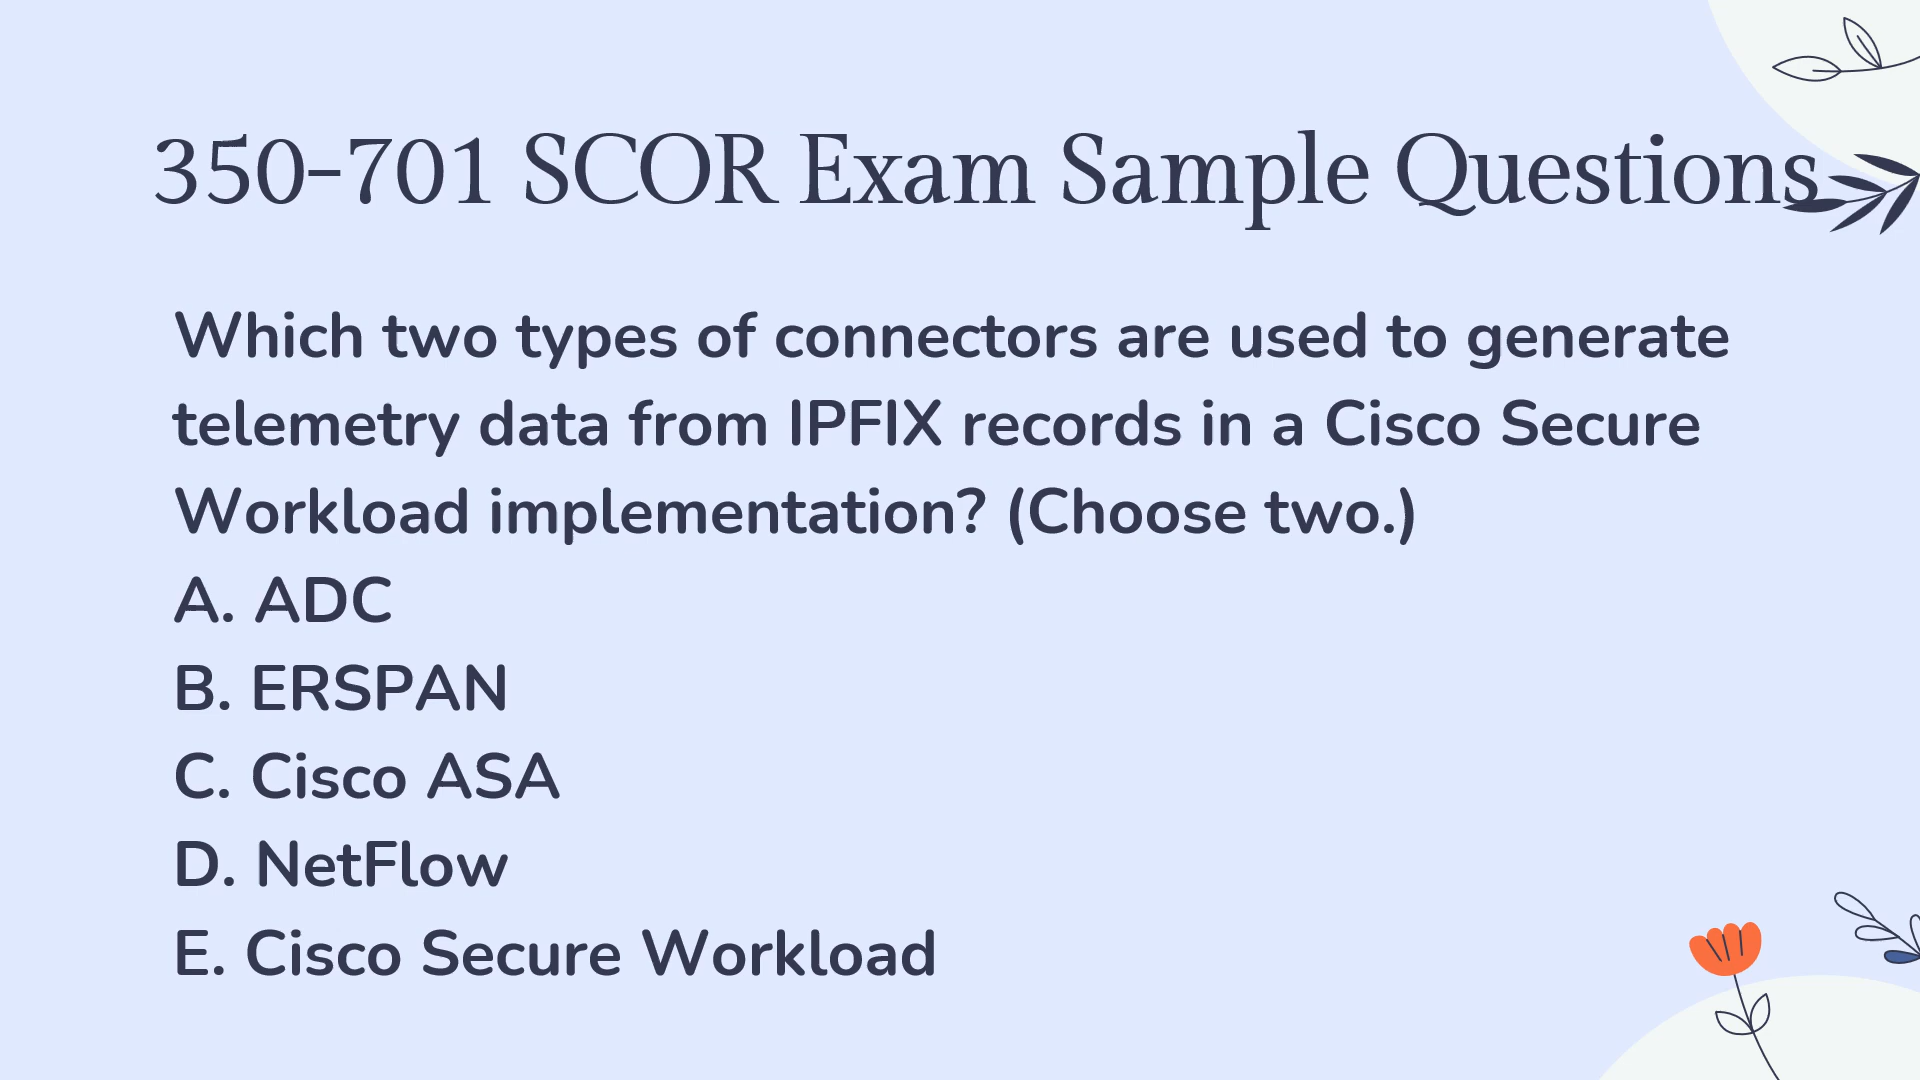 350-701 SCOR Exam Sample Questions
Which two types of connectors are used to generate
telemetry data from IPFIX records in a Cisco Secure
Workload implementation? (Choose two.)
A. ADC
B. ERSPAN
C. Cisco ASA
D. NetFlow
E. Cisco Secure Workload